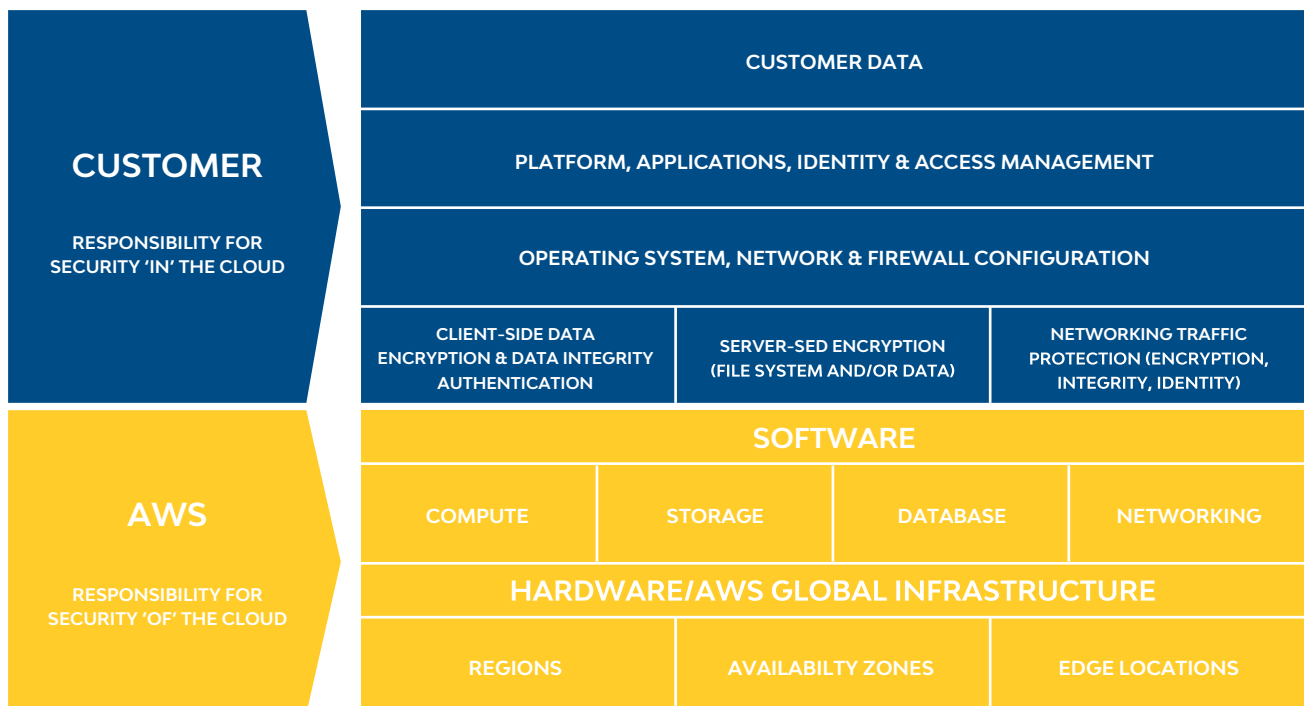 CUSTOMER
RESPONSIBILITY FOR
SECURITY ‘IN’ THE CLOUD
CUSTOMER DATA
PLATFORM, APPLICATIONS, IDENTITY & ACCESS MANAGEMENT
OPERATING SYSTEM, NETWORK & FIREWALL CONFIGURATION
CLIENT-SIDE DATA
ENCRYPTION & DATA INTEGRITY
AUTHENTICATION
SERVER-SED ENCRYPTION
(FILE SYSTEM AND/OR DATA)
NETWORKING TRAFFIC
PROTECTION (ENCRYPTION,
INTEGRITY, IDENTITY)
AWS
RESPONSIBILITY FOR
SECURITY ‘OF’ THE CLOUD
SOFTWARE
COMPUTE
STORAGE
DATABASE
NETWORKING
HARDWARE/AWS GLOBAL INFRASTRUCTURE
REGIONS
AVAILABILTY ZONES
EDGE LOCATIONS